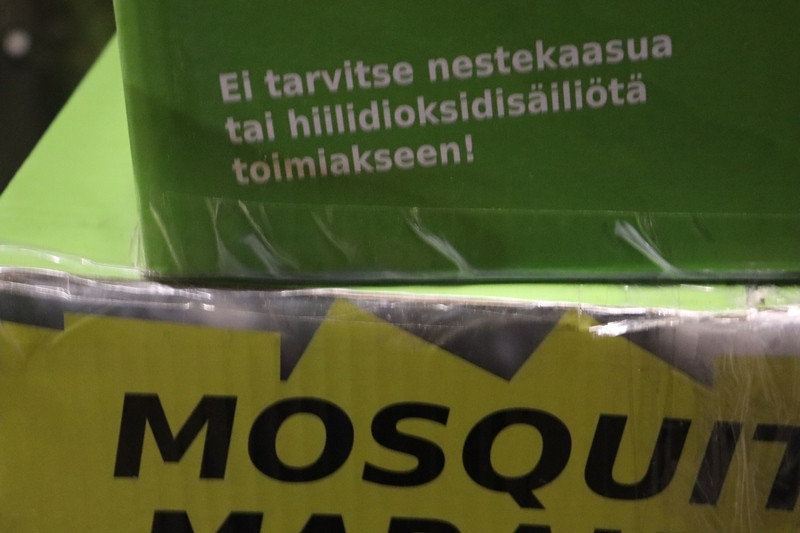 Ei tarvitse nestekaasua
tai hiilidioksidisäiliötä
toimiakseen!
MOSQUIT